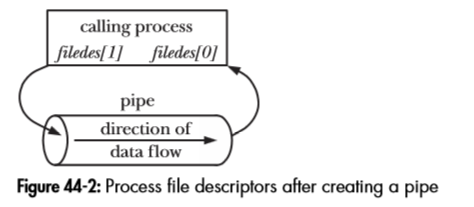 calling process
filedes[1] filedes[0]
pipe
direction of
data flow
Figure 44-2: Process file descriptors after creating a pipe